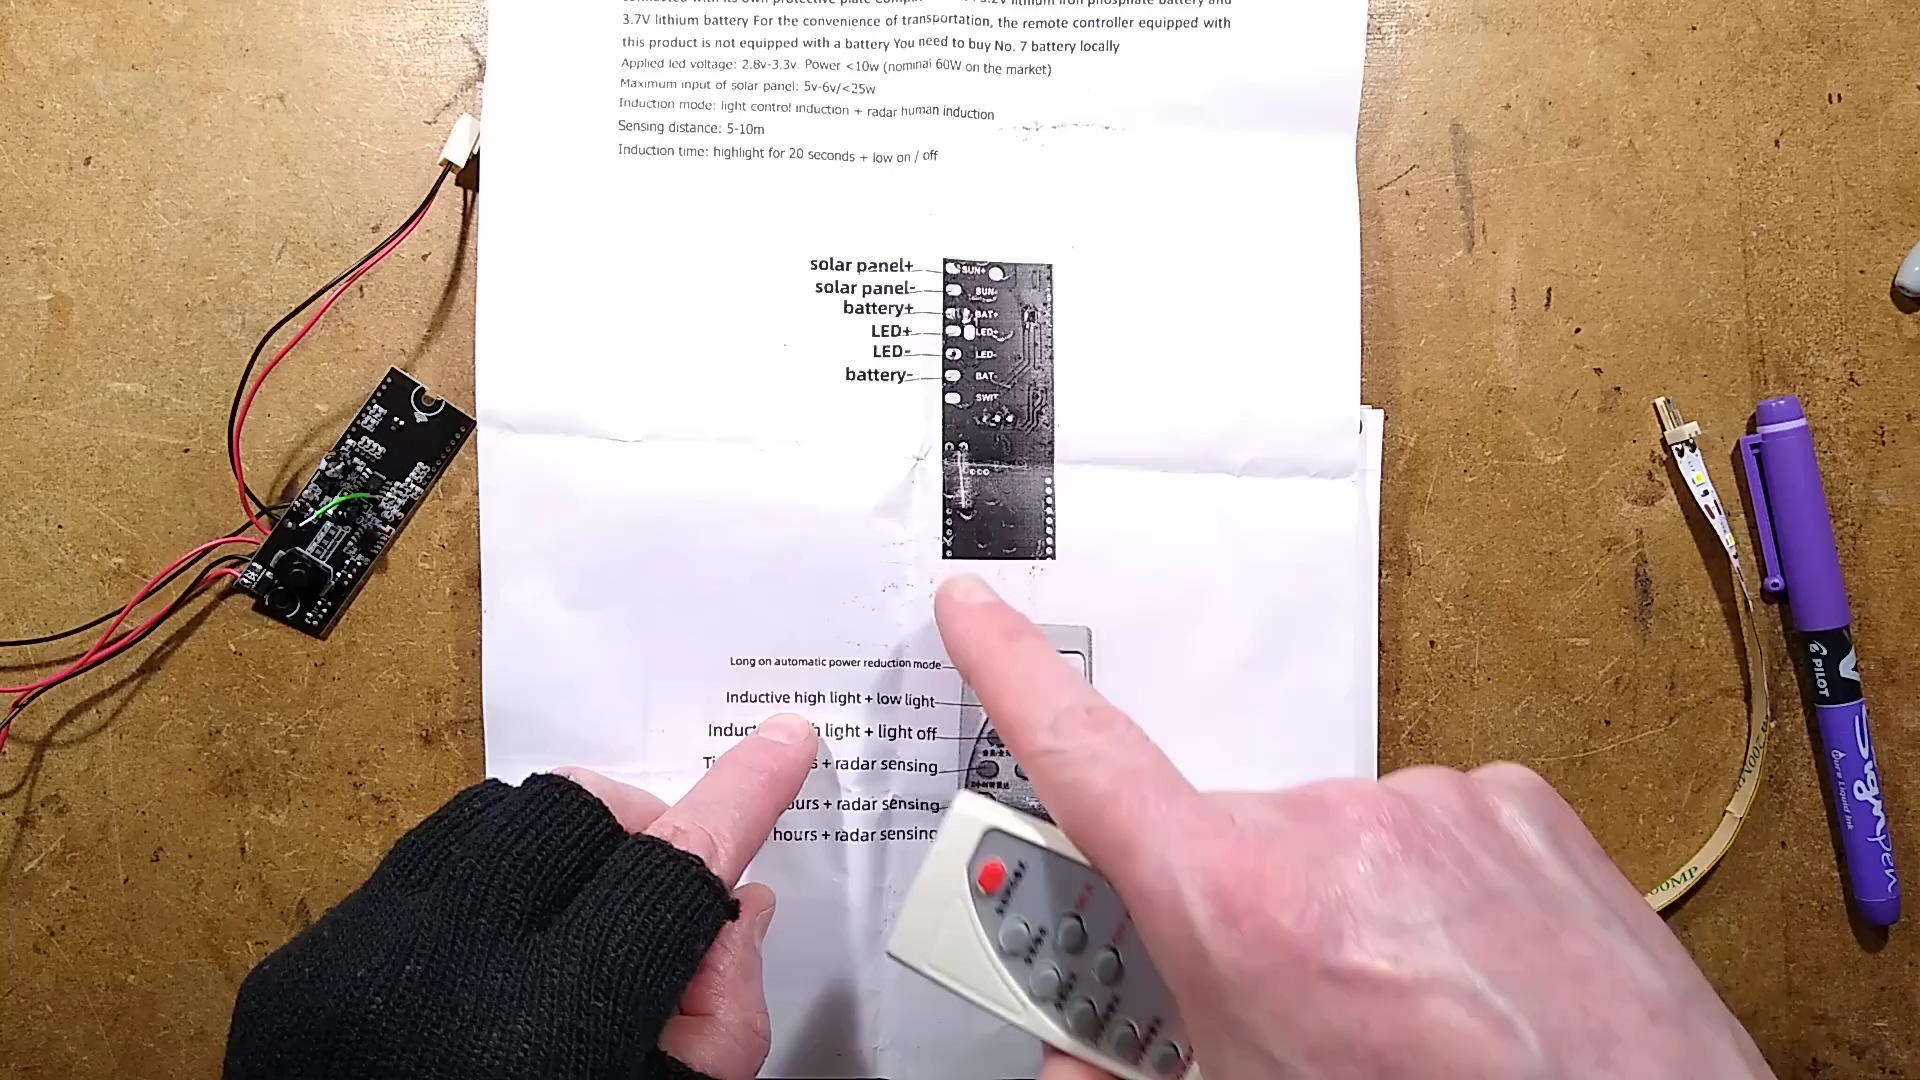 3.7V lithium battery For the convenience of transportation, the remote controller equipped with
this product is not equipped with a battery You need to buy No. 7 battery locally
Applied led voltage: 2.8v-3.3v. Power <10w (nominal 60W on the market)
Maximum input of solar panel: 5v-6v/<25w
Induction mode: light control induction + radar human induction
Sensing distance: 5-10m
Induction time: highlight for 20 seconds + low on / off
solar panel+ SUN+
solar panel- SUN-
battery+ BAT+
LED+ LED+
LED- LED-
battery- BAT-
SWIT
Long on automatic power reduction mode
Inductive high light + low light
light + light off
+ radar sensing
+ radar sensing
hours + radar sensing
PILOT
V
Signpen
Pure Liquid Ink